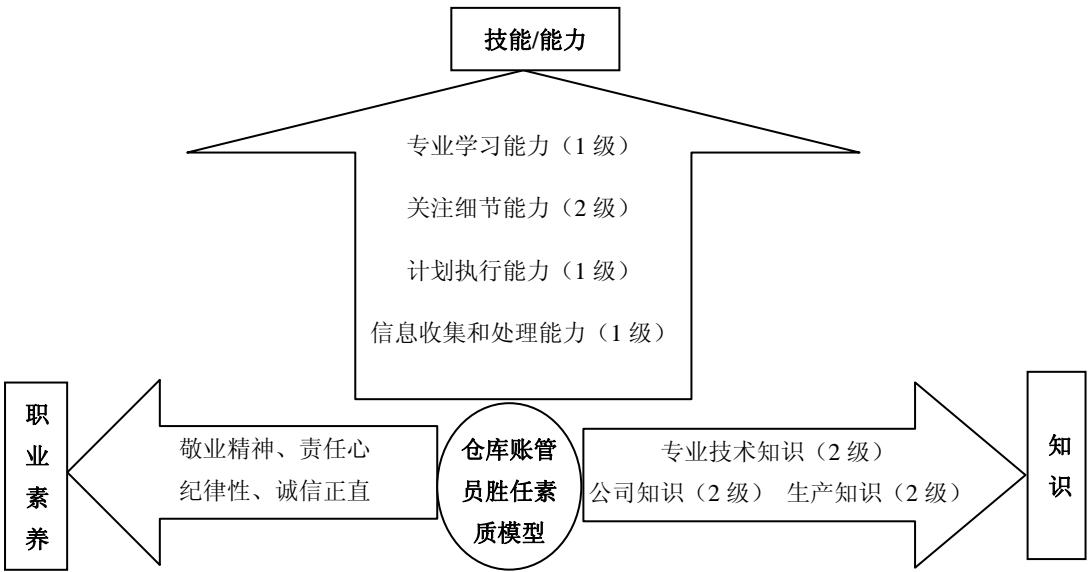 技能/能力
专业学习能力（1 级）
关注细节能力（2 级）
计划执行能力（1 级）
信息收集和处理能力（1 级）
职业素养
敬业精神、责任心
纪律性、诚信正直
仓库账管
员胜任素
质模型
专业技术知识（2 级）
公司知识（2 级） 生产知识（2 级）
知识